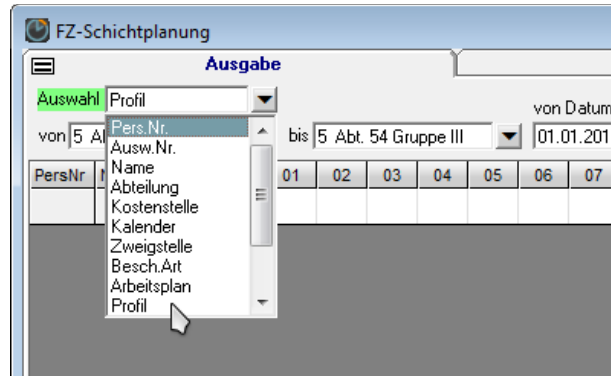 FZ-Schichtplanung
Ausgabe
Auswahl Profil
von Datum
von 5 bis 5 Abt. 54 Gruppe III 01.01.201
PersNr 01 02 03 04 05 06 07
Pers.Nr.
Ausw.Nr.
Name
Abteilung
Kostenstelle
Kalender
Zweigstelle
Besch.Art
Arbeitsplan
Profil